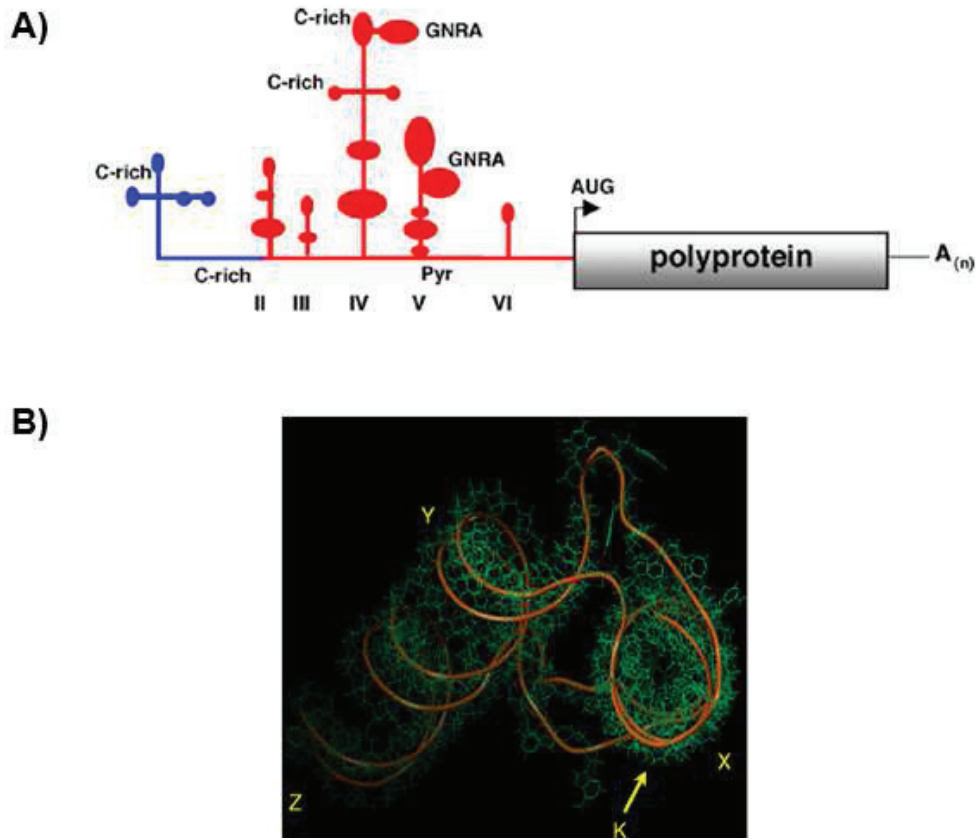 A)
C-rich
GNRA
C-rich
C-rich
GNRA
AUG
polyprotein
A(n)
C-rich
Pyr
II III IV V VI
B)
Y
X
Z
K